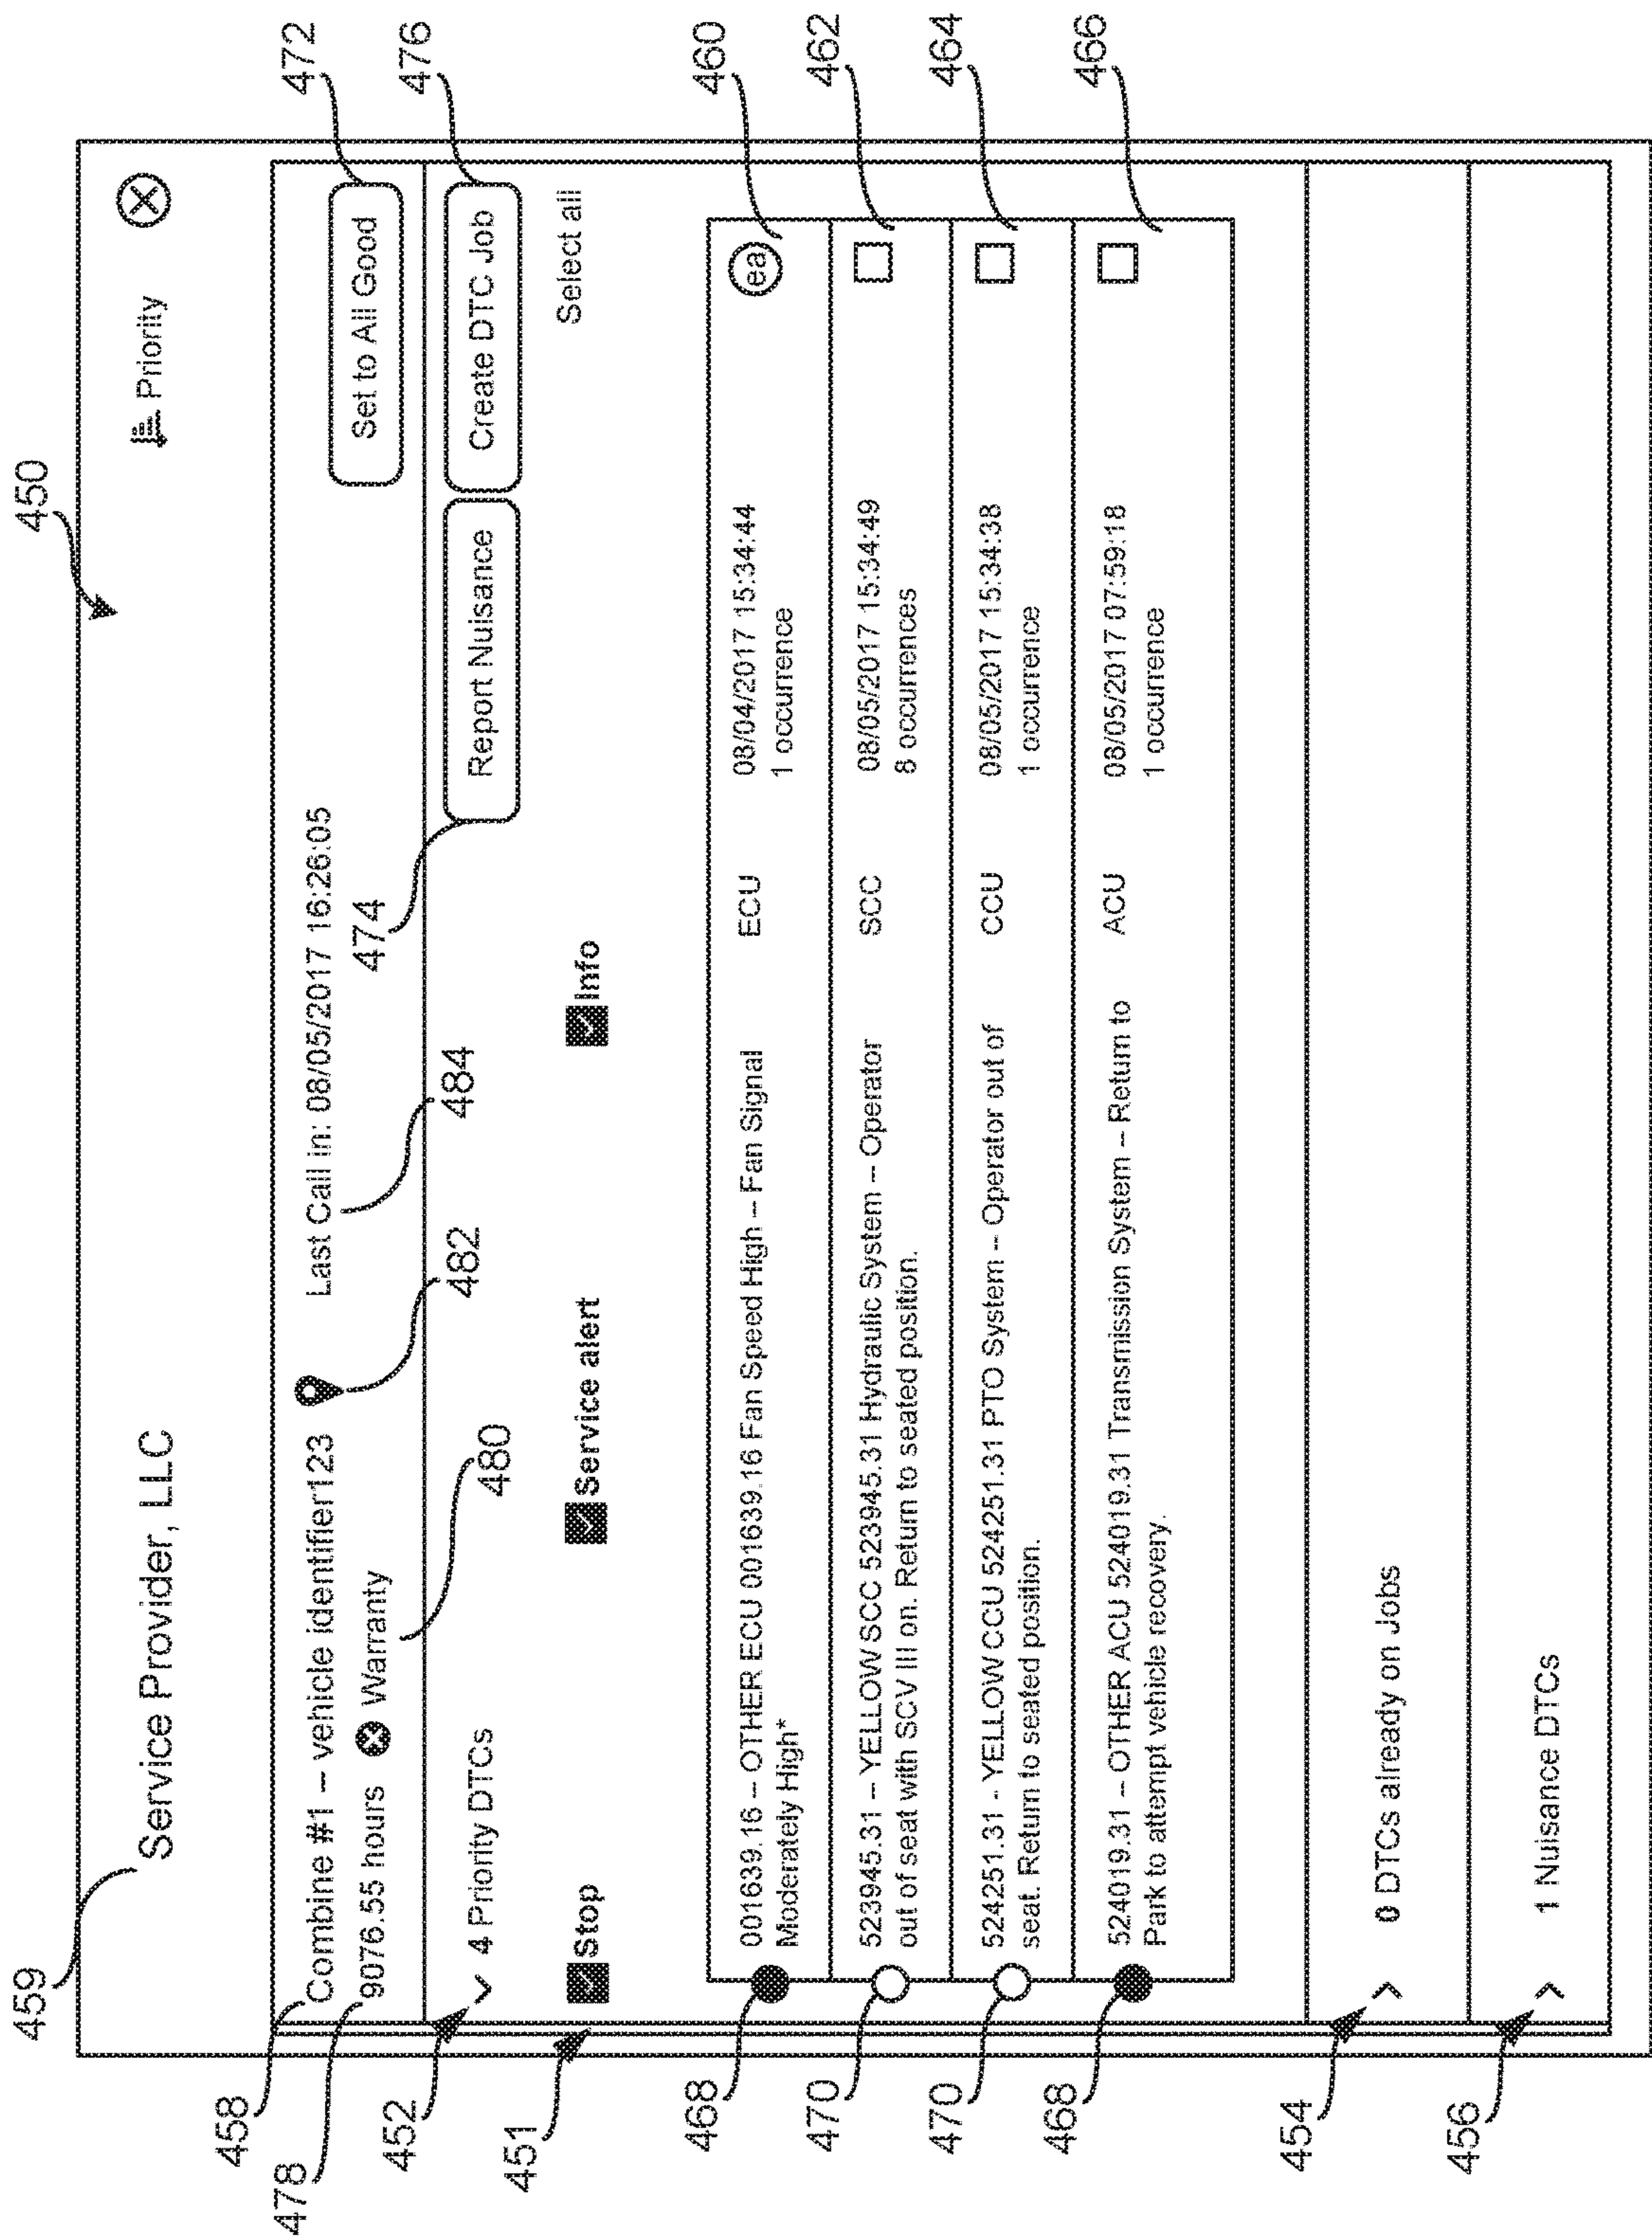 450
459
Service Provider, LLC
Priority
458
Combine #1 – vehicle identifier123
Last Call in: 08/05/2017 16:26:05
472
478
9076.55 hours
Warranty
Set to All Good
480
482
484
474
476
452
4 Priority DTCs
Report Nuisance
Create DTC Job
451
Select all
Stop
Service alert
Info
468
001639.16 – OTHER ECU 001639.16 Fan Speed High – Fan Signal
Moderately High*
ECU
08/04/2017 15:34:44
1 occurrence
ea
460
470
523945.31 – YELLOW SCC 523945.31 Hydraulic System – Operator
out of seat with SCV III on. Return to seated position.
SCC
08/05/2017 15:34:49
8 occurrences
462
470
524251.31 - YELLOW CCU 524251.31 PTO System – Operator out of
seat. Return to seated position.
CCU
08/05/2017 15:34:38
1 occurrence
464
468
524019.31 – OTHER ACU 524019.31 Transmission System – Return to
Park to attempt vehicle recovery.
ACU
08/05/2017 07:59:18
1 occurrence
466
454
0 DTCs already on Jobs
456
1 Nuisance DTCs